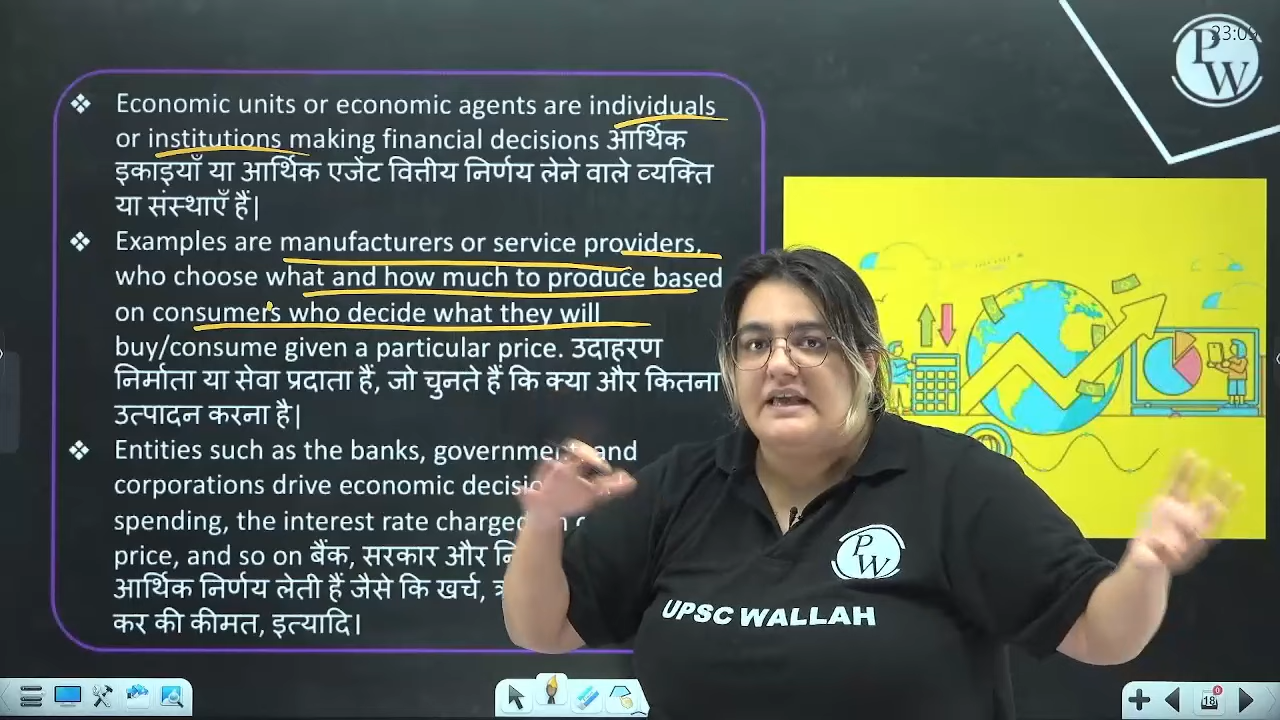 23:09
PW
Economic units or economic agents are individuals
or institutions making financial decisions आर्थिक
इकाइयाँ या आर्थिक एजेंट वित्तीय निर्णय लेने वाले व्यक्ति
या संस्थाएँ हैं|
Examples are manufacturers or service providers,
who choose what and how much to produce based
on consumers who decide what they will
buy/consume given a particular price. उदाहरण
निर्माता या सेवा प्रदाता हैं, जो चुनते हैं कि क्या और कितना
उत्पादन करना है|
Entities such as the banks, government and
corporations drive economic
spending, the interest rate charged
price, and so on बैंक, सरकार और
आर्थिक निर्णय लेती हैं जैसे कि खर्च,
कर की कीमत, इत्यादि|
PW
UPSC WALLAH
18